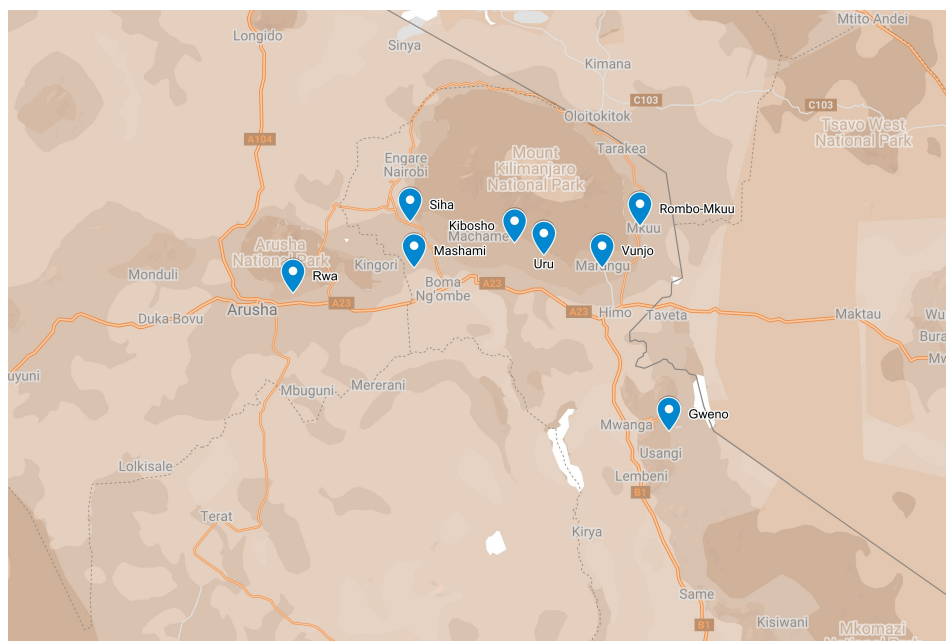 Mtito Andei
Longido
Sinya
Kimana
C103
C103
Oloitokitok
A104
Tsavo West
National Park
Tarakea
Engare
Nairobi
Mount
Kilimanjaro
National Park
Siha
Rombo-Mkuu
Kibosho
Mkuu
Machame
Arusha
National Park
Mashami
Vunjo
Uru
Marangu
Kingori
Rwa
Monduli
Boma
Ng'ombe
A23
A23
A23
Arusha
Duka Bovu
Himo
Taveta
Maktau
Wu
Bura
Mw
uyuni
Mbuguni
Mererani
Gweno
Mwanga
Usangi
Lolkisale
Lembeni
B1
Terat
Kirya
Same
B1
Kisiwani
Mkomazi
National Park